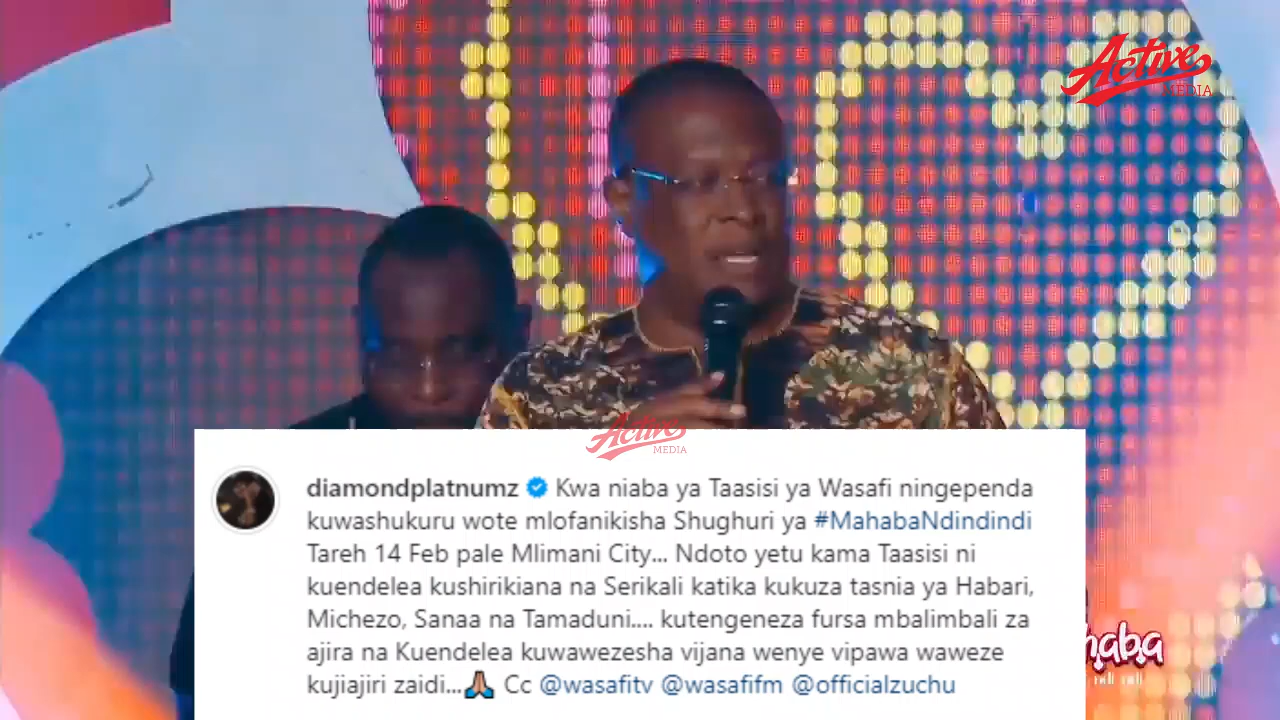 Active
MEDIA
Active
MEDIA
diamondplatnumz Kwa niaba ya Taasisi ya Wasafi ningependa
kuwashukuru wote mlofanikisha Shughuri ya #MahabaNdindindi
Tareh 14 Feb pale Mlimani City... Ndoto yetu kama Taasisi ni
kuendelea kushirikiana na Serikali katika kukuza tasnia ya Habari,
Michezo, Sanaa na Tamaduni.... kutengeneza fursa mbalimbali za
ajira na Kuendelea kuwawezesha vijana wenye vipawa waweze
kujiajiri zaidi...🙏🏽 Cc @wasafitv @wasafifm @officialzuchu
haba